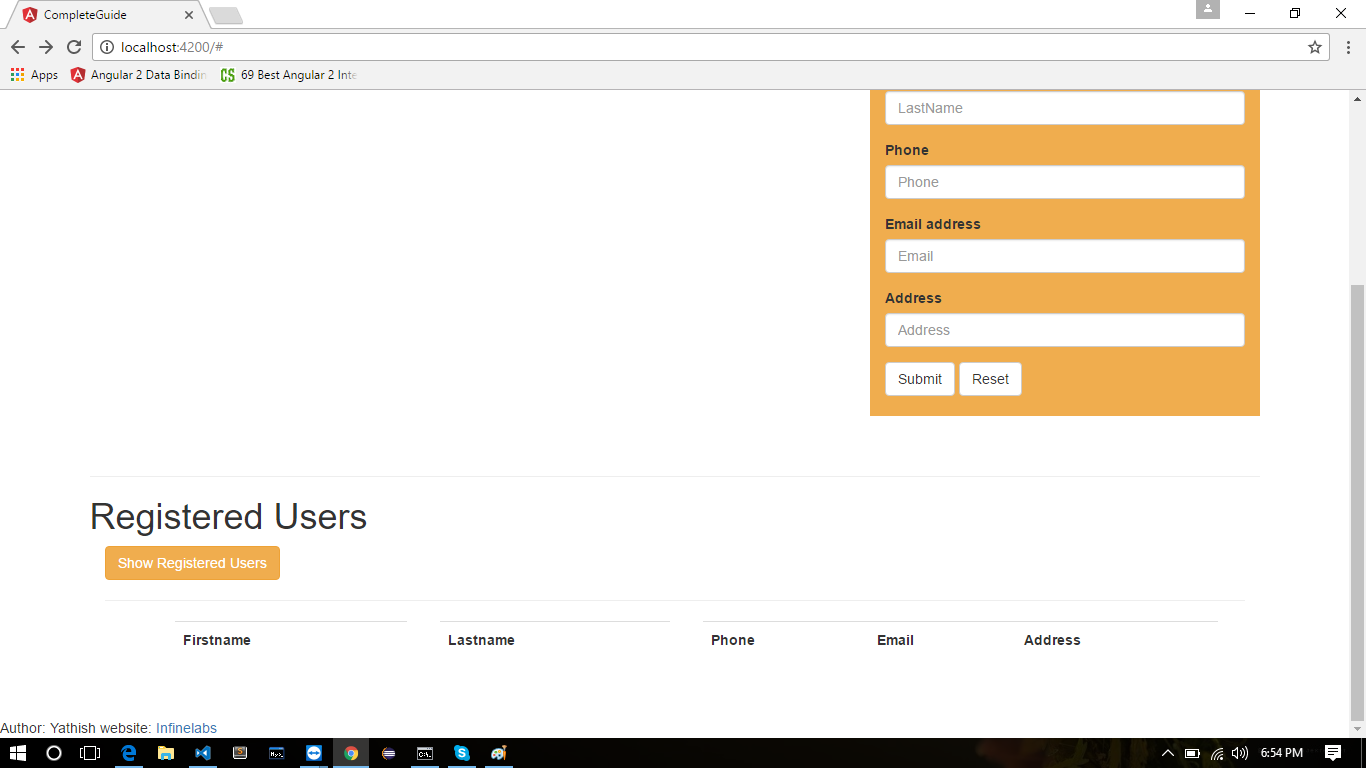 CompleteGuide
localhost:4200/#
Apps
Angular 2 Data Bindin
CS
69 Best Angular 2 Inte
LastName
Phone
Phone
Email address
Email
Address
Address
Submit Reset
Registered Users
Show Registered Users
Firstname Lastname Phone Email Address
Author: Yathish website: Infinelabs
6:54 PM